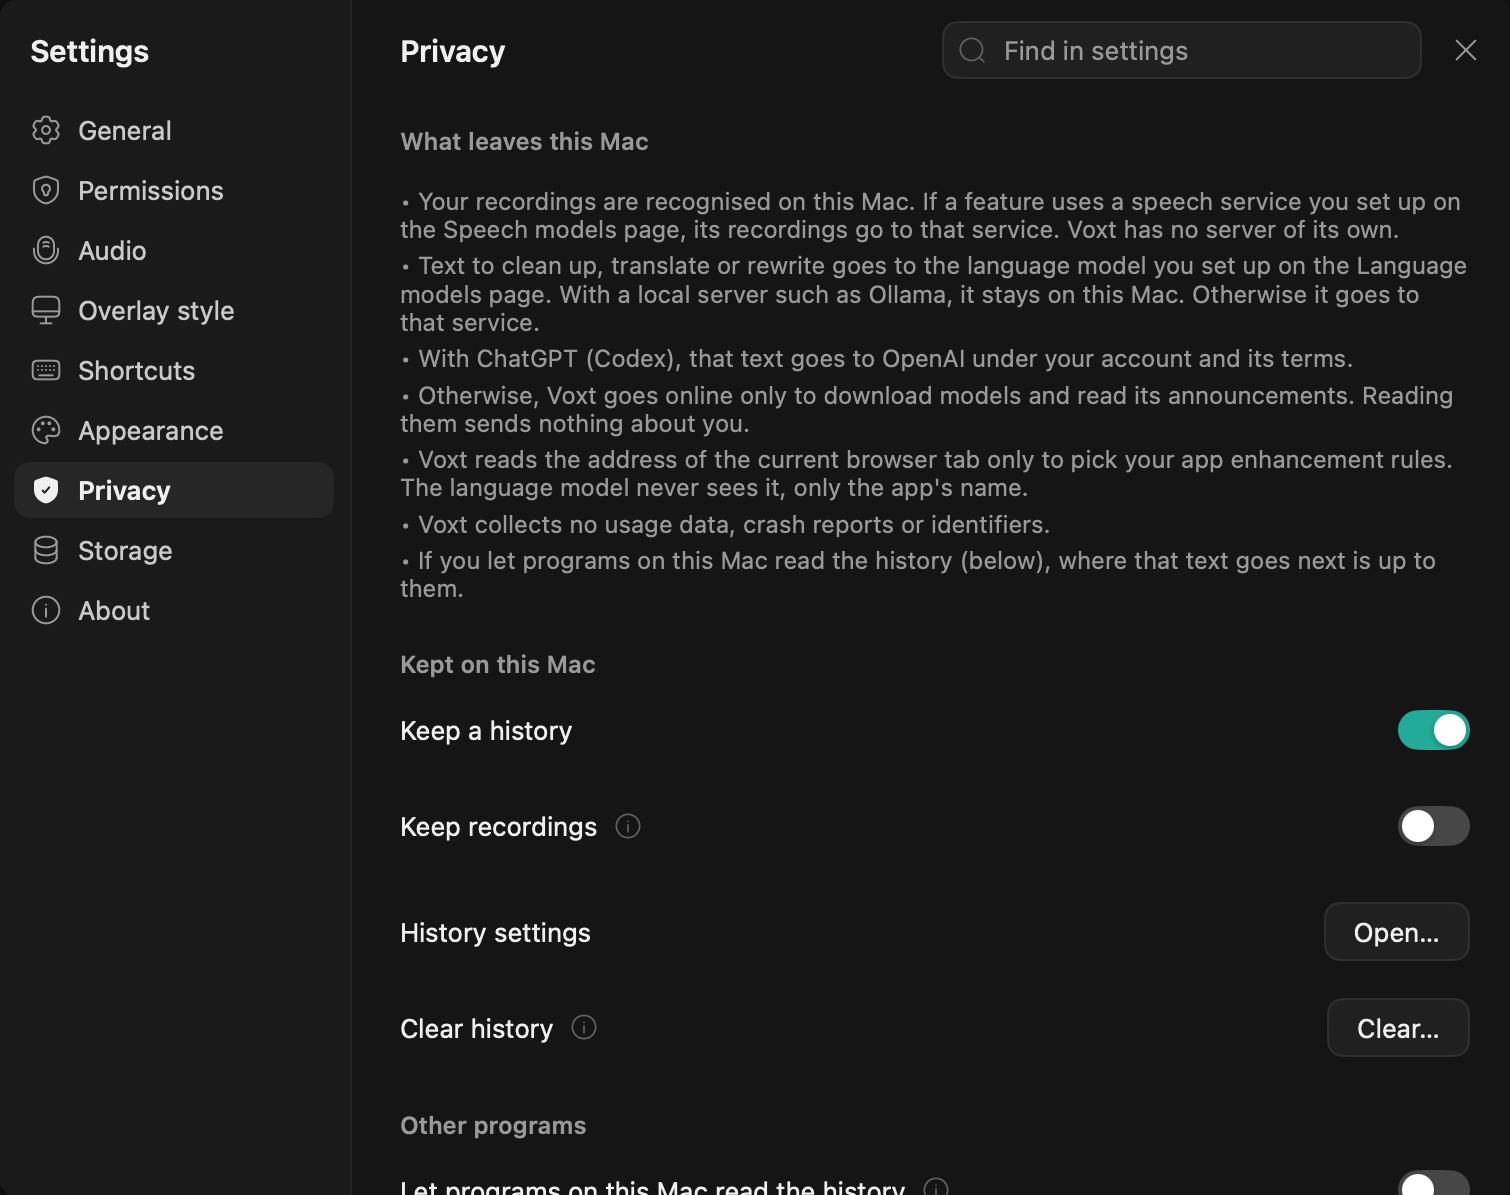 Settings
General
Permissions
Audio
Overlay style
Shortcuts
Appearance
Privacy
Storage
About
Privacy
Find in settings
What leaves this Mac
• Your recordings are recognised on this Mac. If a feature uses a speech service you set up on
the Speech models page, its recordings go to that service. Voxt has no server of its own.
• Text to clean up, translate or rewrite goes to the language model you set up on the Language
models page. With a local server such as Ollama, it stays on this Mac. Otherwise it goes to
that service.
• With ChatGPT (Codex), that text goes to OpenAI under your account and its terms.
• Otherwise, Voxt goes online only to download models and read its announcements. Reading
them sends nothing about you.
• Voxt reads the address of the current browser tab only to pick your app enhancement rules.
The language model never sees it, only the app's name.
• Voxt collects no usage data, crash reports or identifiers.
• If you let programs on this Mac read the history (below), where that text goes next is up to
them.
Kept on this Mac
Keep a history
Keep recordings
History settings
Open...
Clear history
Clear...
Other programs
Let programs on this Mac read the history